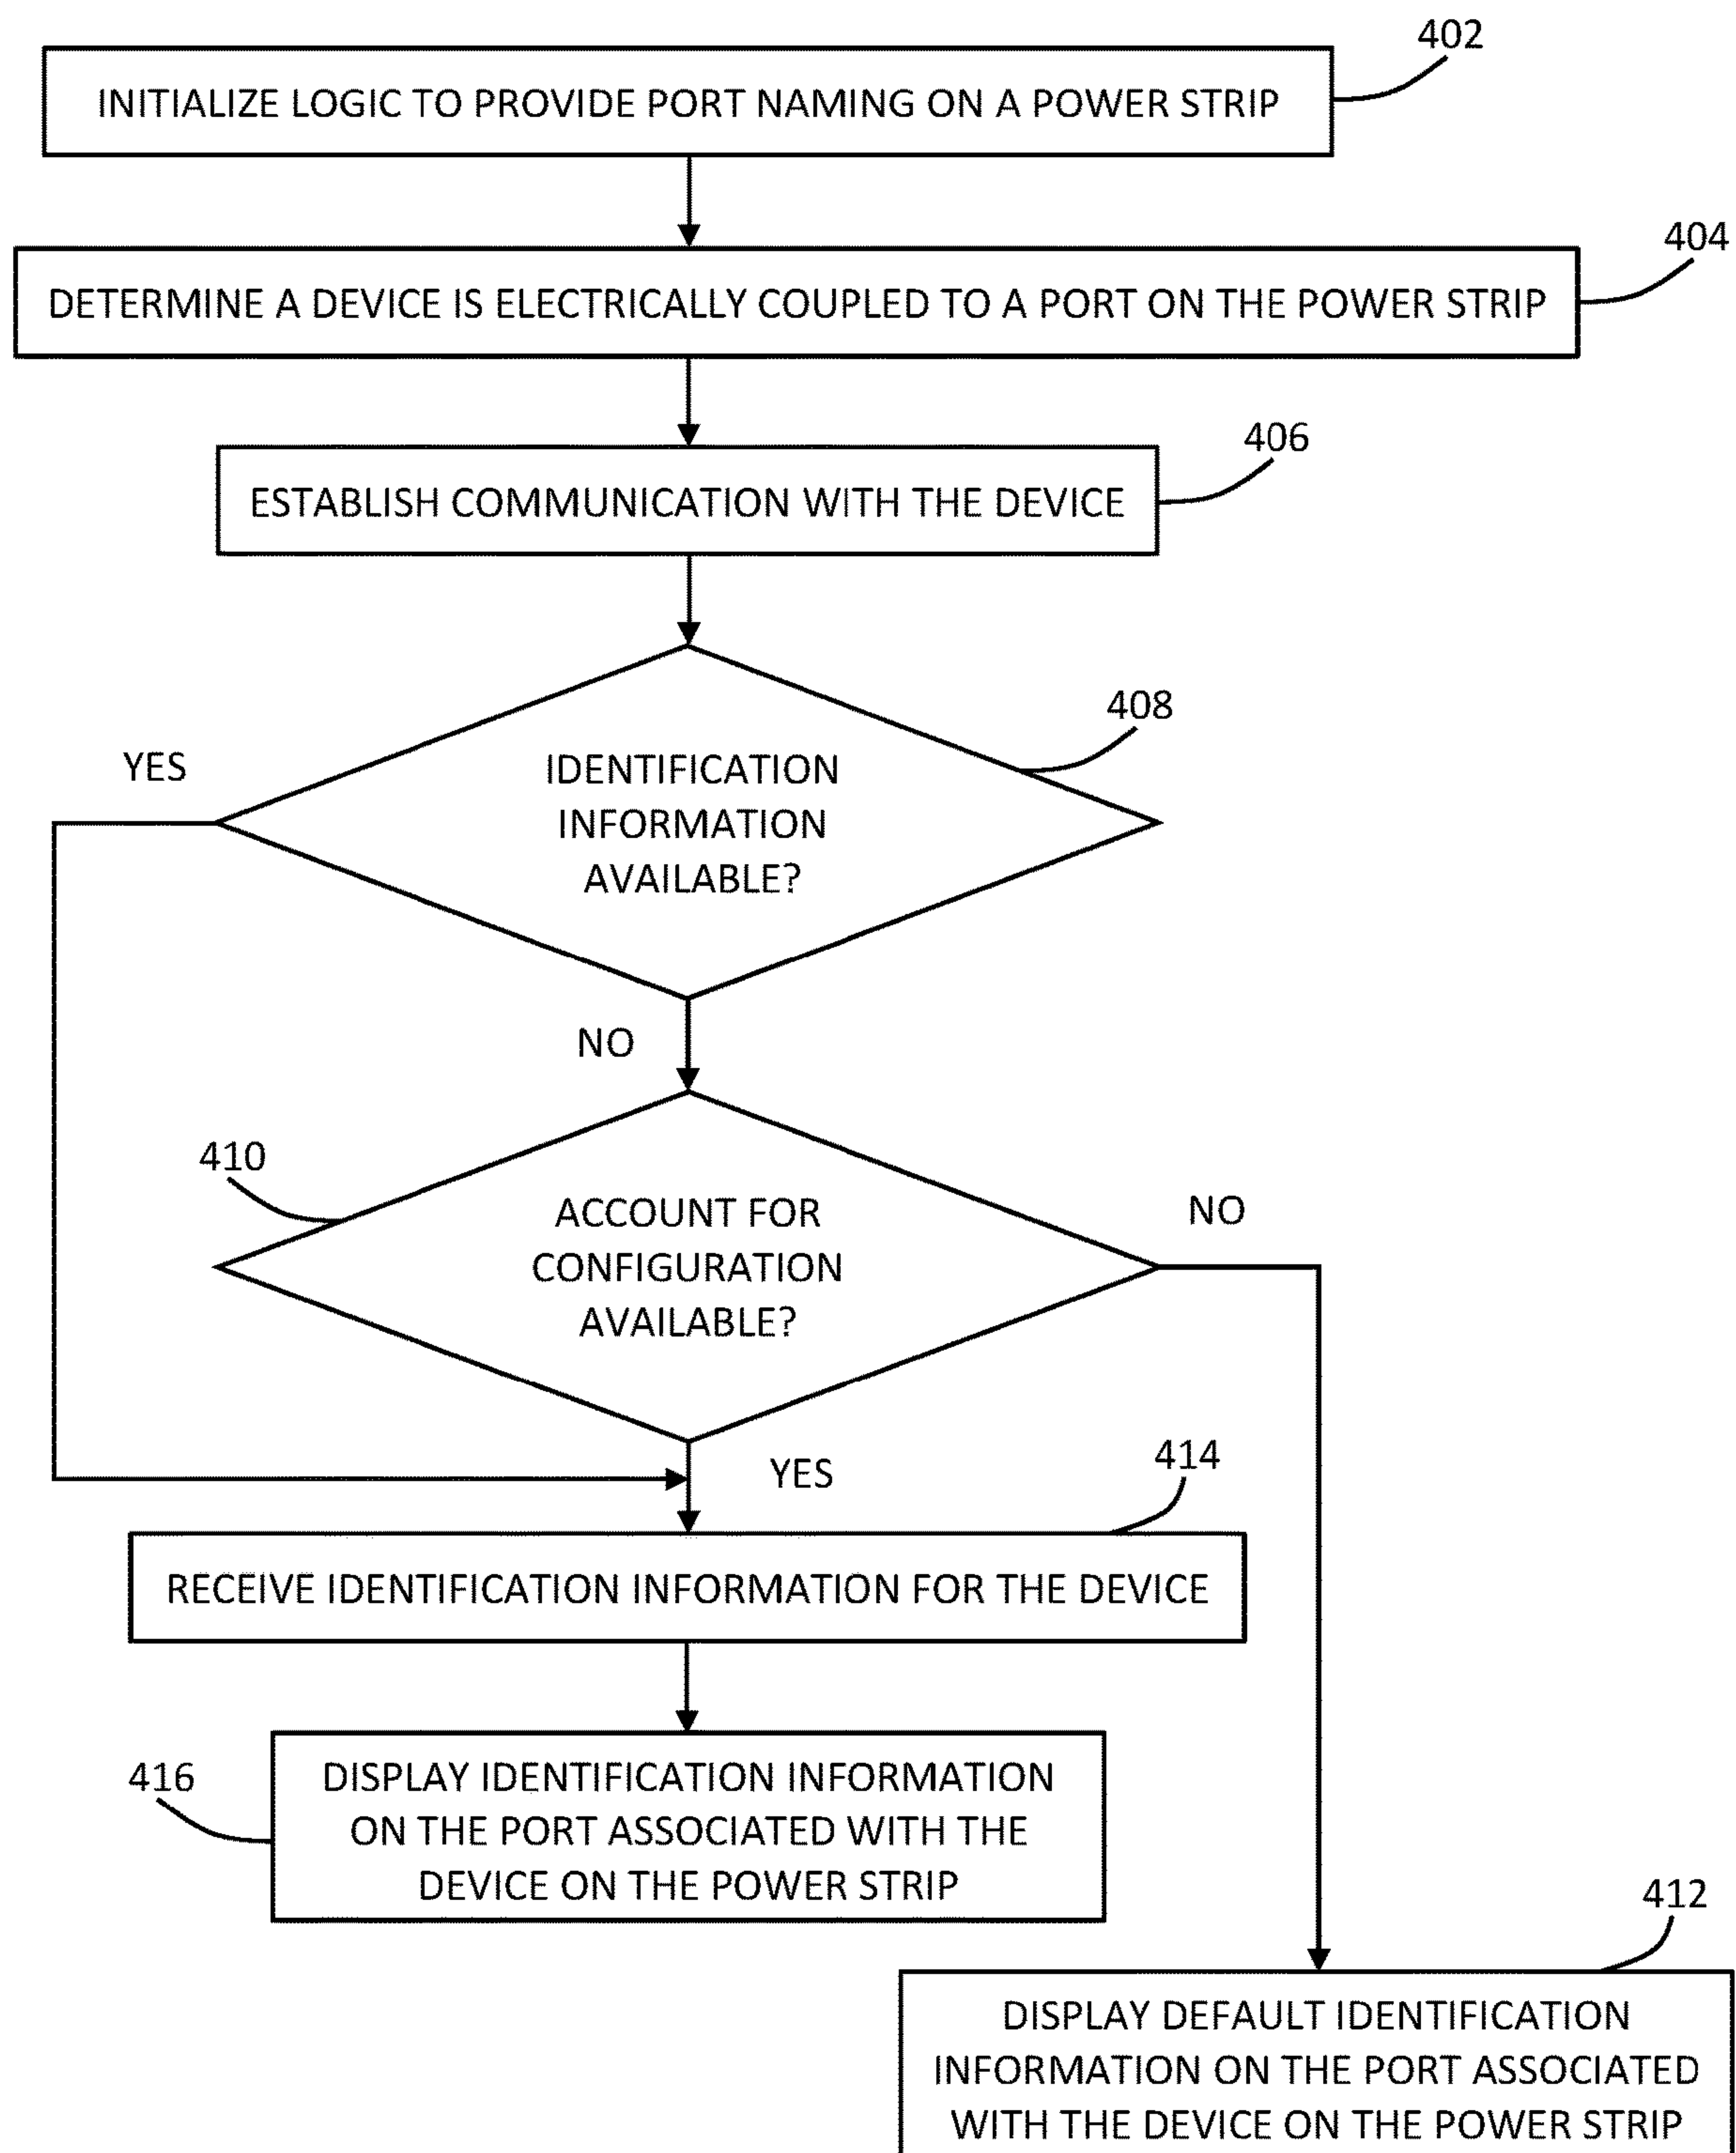 402
INITIALIZE LOGIC TO PROVIDE PORT NAMING ON A POWER STRIP
404
DETERMINE A DEVICE IS ELECTRICALLY COUPLED TO A PORT ON THE POWER STRIP
406
ESTABLISH COMMUNICATION WITH THE DEVICE
408
YES
IDENTIFICATION
INFORMATION
AVAILABLE?
NO
410
ACCOUNT FOR
CONFIGURATION
AVAILABLE?
NO
YES
414
RECEIVE IDENTIFICATION INFORMATION FOR THE DEVICE
416
DISPLAY IDENTIFICATION INFORMATION
ON THE PORT ASSOCIATED WITH THE
DEVICE ON THE POWER STRIP
412
DISPLAY DEFAULT IDENTIFICATION
INFORMATION ON THE PORT ASSOCIATED
WITH THE DEVICE ON THE POWER STRIP